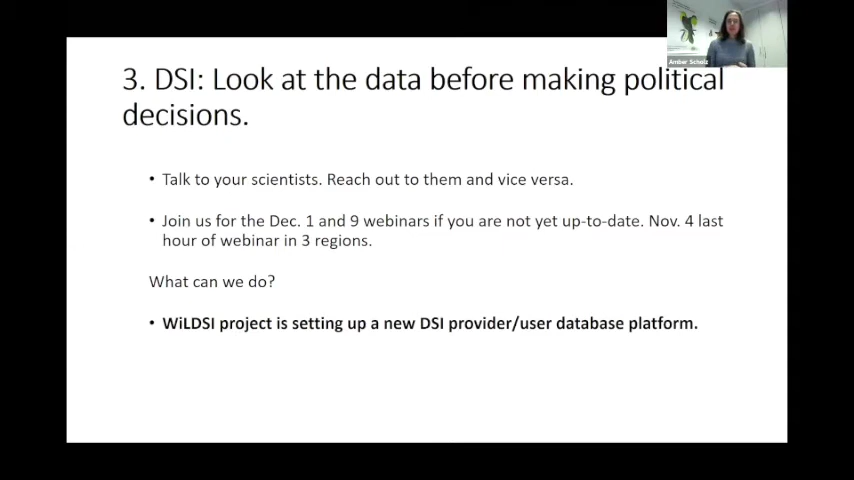 Amber Scholz
3. DSI: Look at the data before making political
decisions.
• Talk to your scientists. Reach out to them and vice versa.
• Join us for the Dec. 1 and 9 webinars if you are not yet up-to-date. Nov. 4 last
hour of webinar in 3 regions.
What can we do?
• WiLDSI project is setting up a new DSI provider/user database platform.